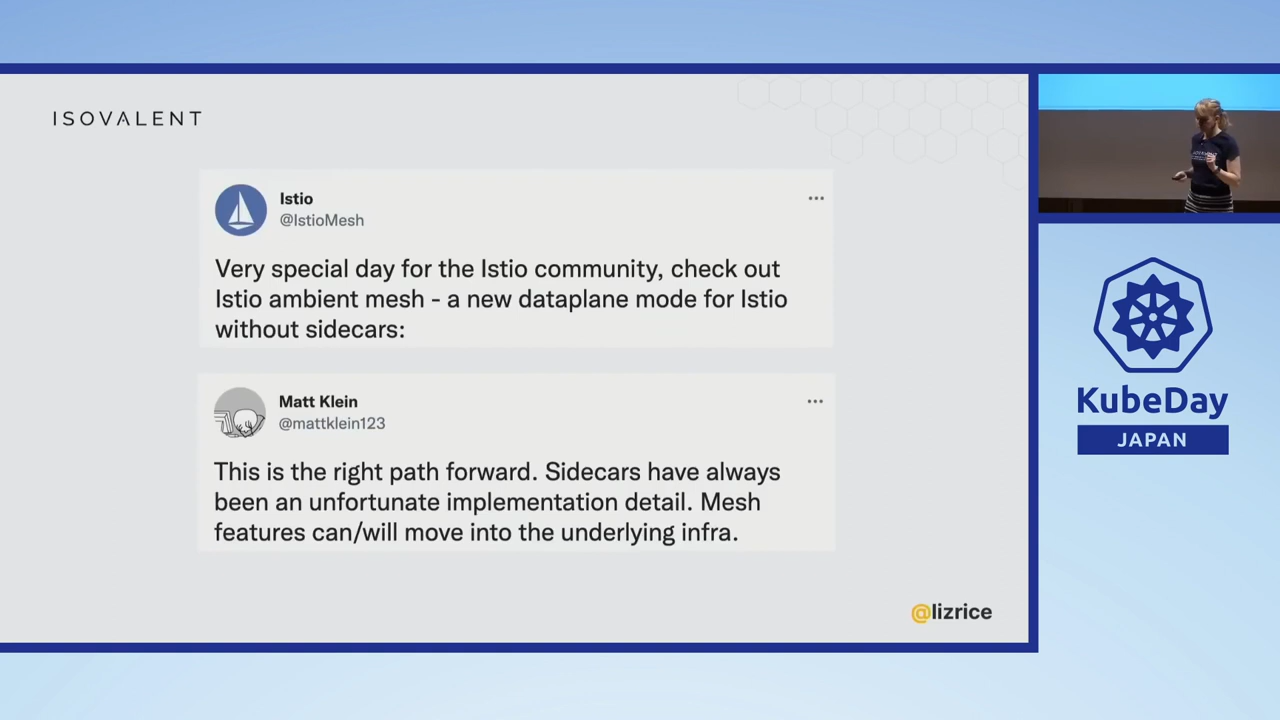 ISOVALENT
Istio
@IstioMesh
Very special day for the Istio community, check out
Istio ambient mesh - a new dataplane mode for Istio
without sidecars:
Matt Klein
@mattklein123
This is the right path forward. Sidecars have always
been an unfortunate implementation detail. Mesh
features can/will move into the underlying infra.
@lizrice
KubeDay
JAPAN